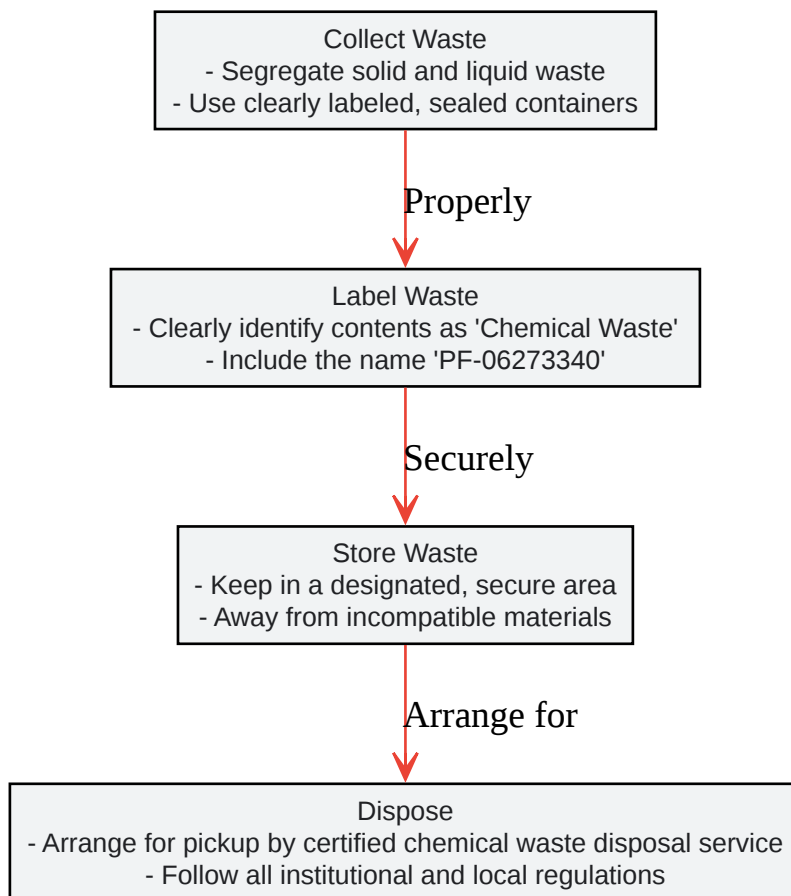 Collect Waste
- Segregate solid and liquid waste
- Use clearly labeled, sealed containers
Properly
Label Waste
- Clearly identify contents as 'Chemical Waste'
- Include the name 'PF-06273340'
Securely
Store Waste
- Keep in a designated, secure area
- Away from incompatible materials
Arrange for
Dispose
- Arrange for pickup by certified chemical waste disposal service
- Follow all institutional and local regulations